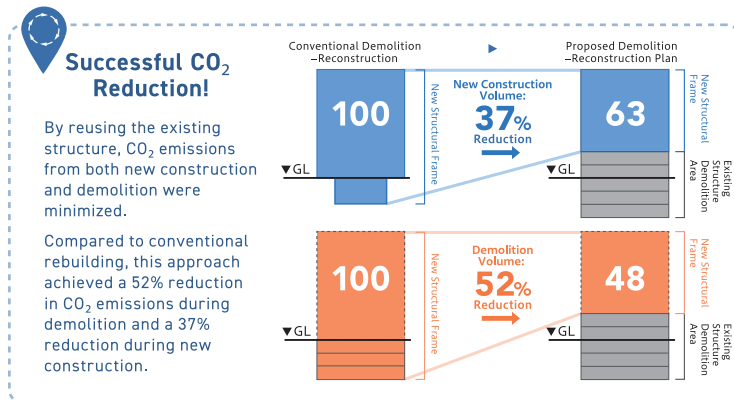 Successful CO₂
Reduction!
By reusing the existing
structure, CO₂ emissions
from both new construction
and demolition were
minimized.
Compared to conventional
rebuilding, this approach
achieved a 52% reduction
in CO₂ emissions during
demolition and a 37%
reduction during new
construction.
Conventional Demolition
–Reconstruction
▶
Proposed Demolition
–Reconstruction Plan
100
New Structural Frame
▼GL
New Construction
Volume:
37%
Reduction
63
New Structural
Frame
▼GL
Existing
Structure
Demolition
Area
100
New Structural Frame
▼GL
Demolition
Volume:
52%
Reduction
48
New Structural
Frame
▼GL
Existing
Structure
Demolition
Area